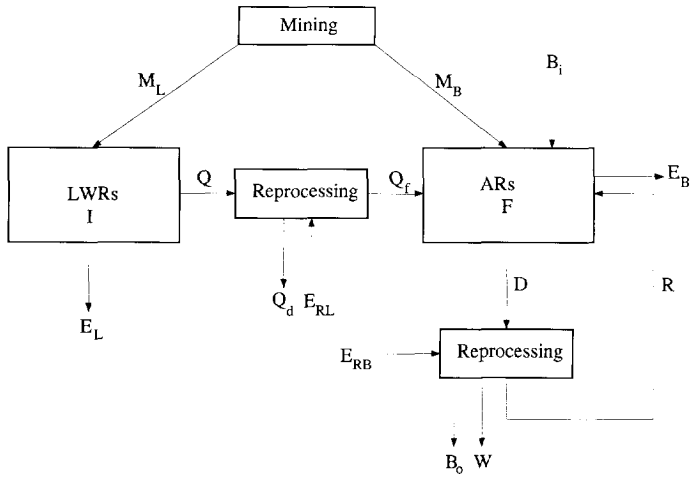 Mining
M_L
M_B
B_i
LWRs
I
Q
Reprocessing
Q_f
ARs
F
E_B
E_L
Q_d
E_RL
D
R
E_RB
Reprocessing
B_o
W